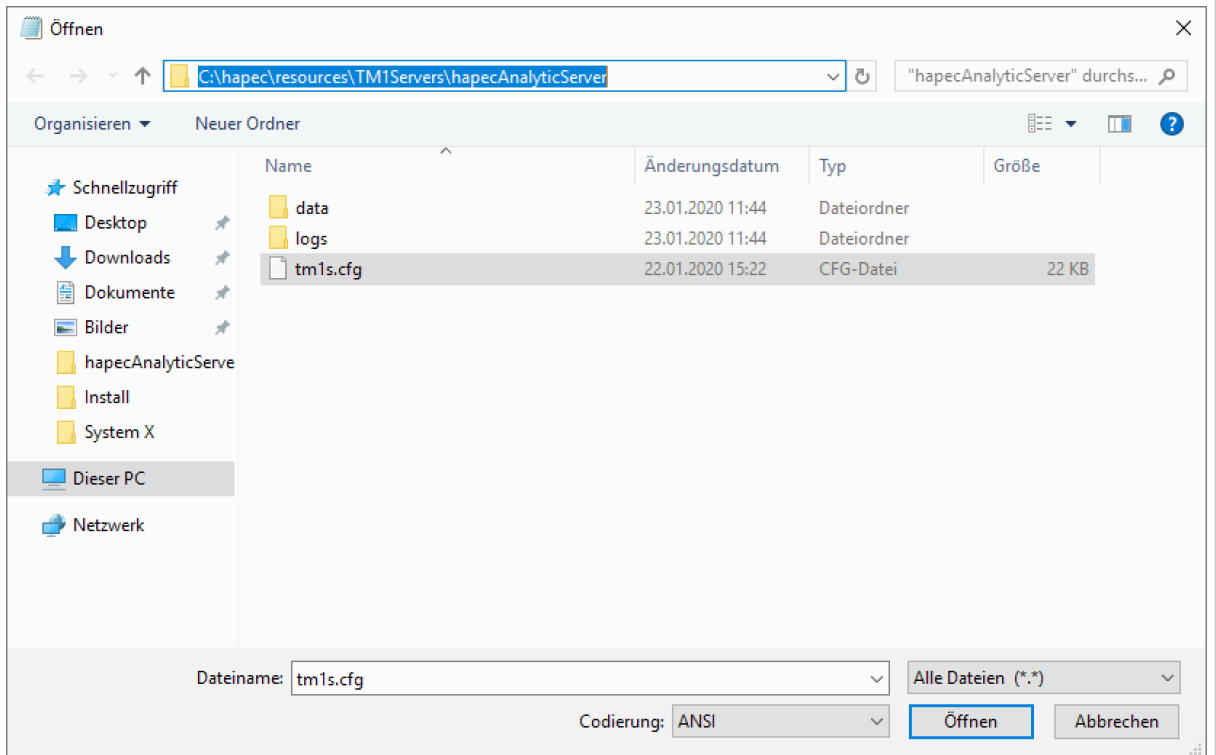 Öffnen
C:\hapec\resources\TM1Servers\hapecAnalyticServer
"hapecAnalyticServer" durchs...
Organisieren
Neuer Ordner
Name Änderungsdatum Typ Größe
Schnellzugriff
Desktop
Downloads
Dokumente
Bilder
hapecAnalyticServe
Install
System X
Dieser PC
Netzwerk
data 23.01.2020 11:44 Dateiordner
logs 23.01.2020 11:44 Dateiordner
tm1s.cfg 22.01.2020 15:22 CFG-Datei 22 KB
Dateiname: tm1s.cfg Alle Dateien (*.*)
Codierung: ANSI Öffnen Abbrechen